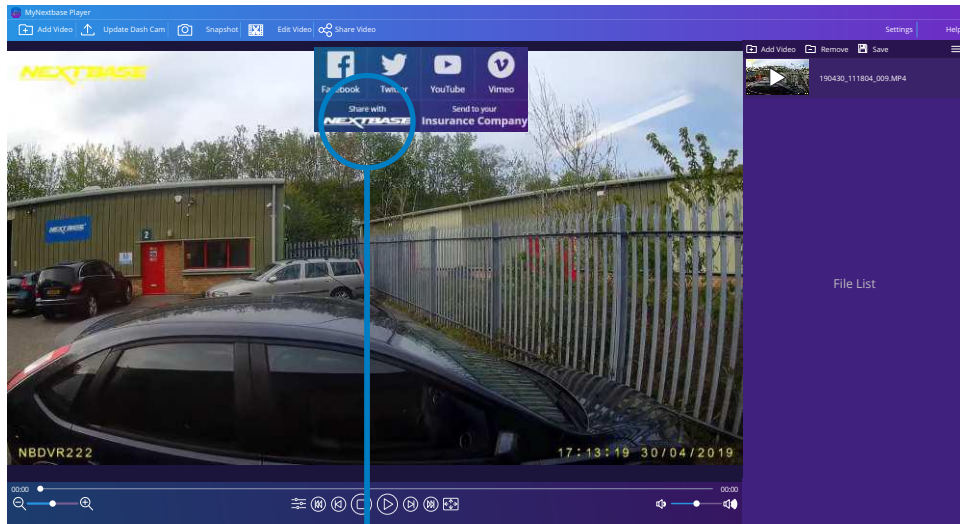 MyNextbase Player
Add Video Update Dash Cam Snapshot Edit Video Share Video Settings Help
Add Video Remove Save
190430_111804_009.MP4
NEXTBASE
Facebook Twitter YouTube Vimeo
Share with
NEXTBASE
Send to your
Insurance Company
NEXTBASE
2
File List
NBDVR222
17:13:19 30/04/2019
00:00
00:00